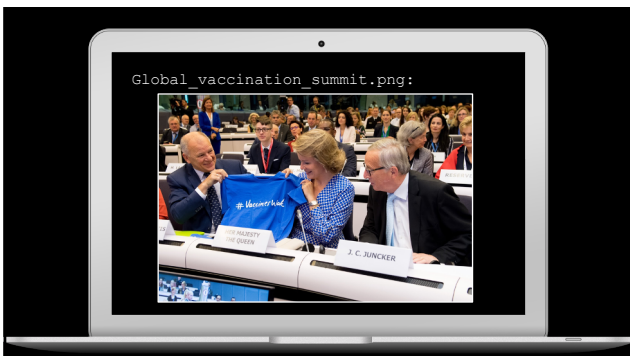 Global_vaccination_summit.png:
#VaccinesWork
HER MAJESTY
THE QUEEN
J. C. JUNCKER